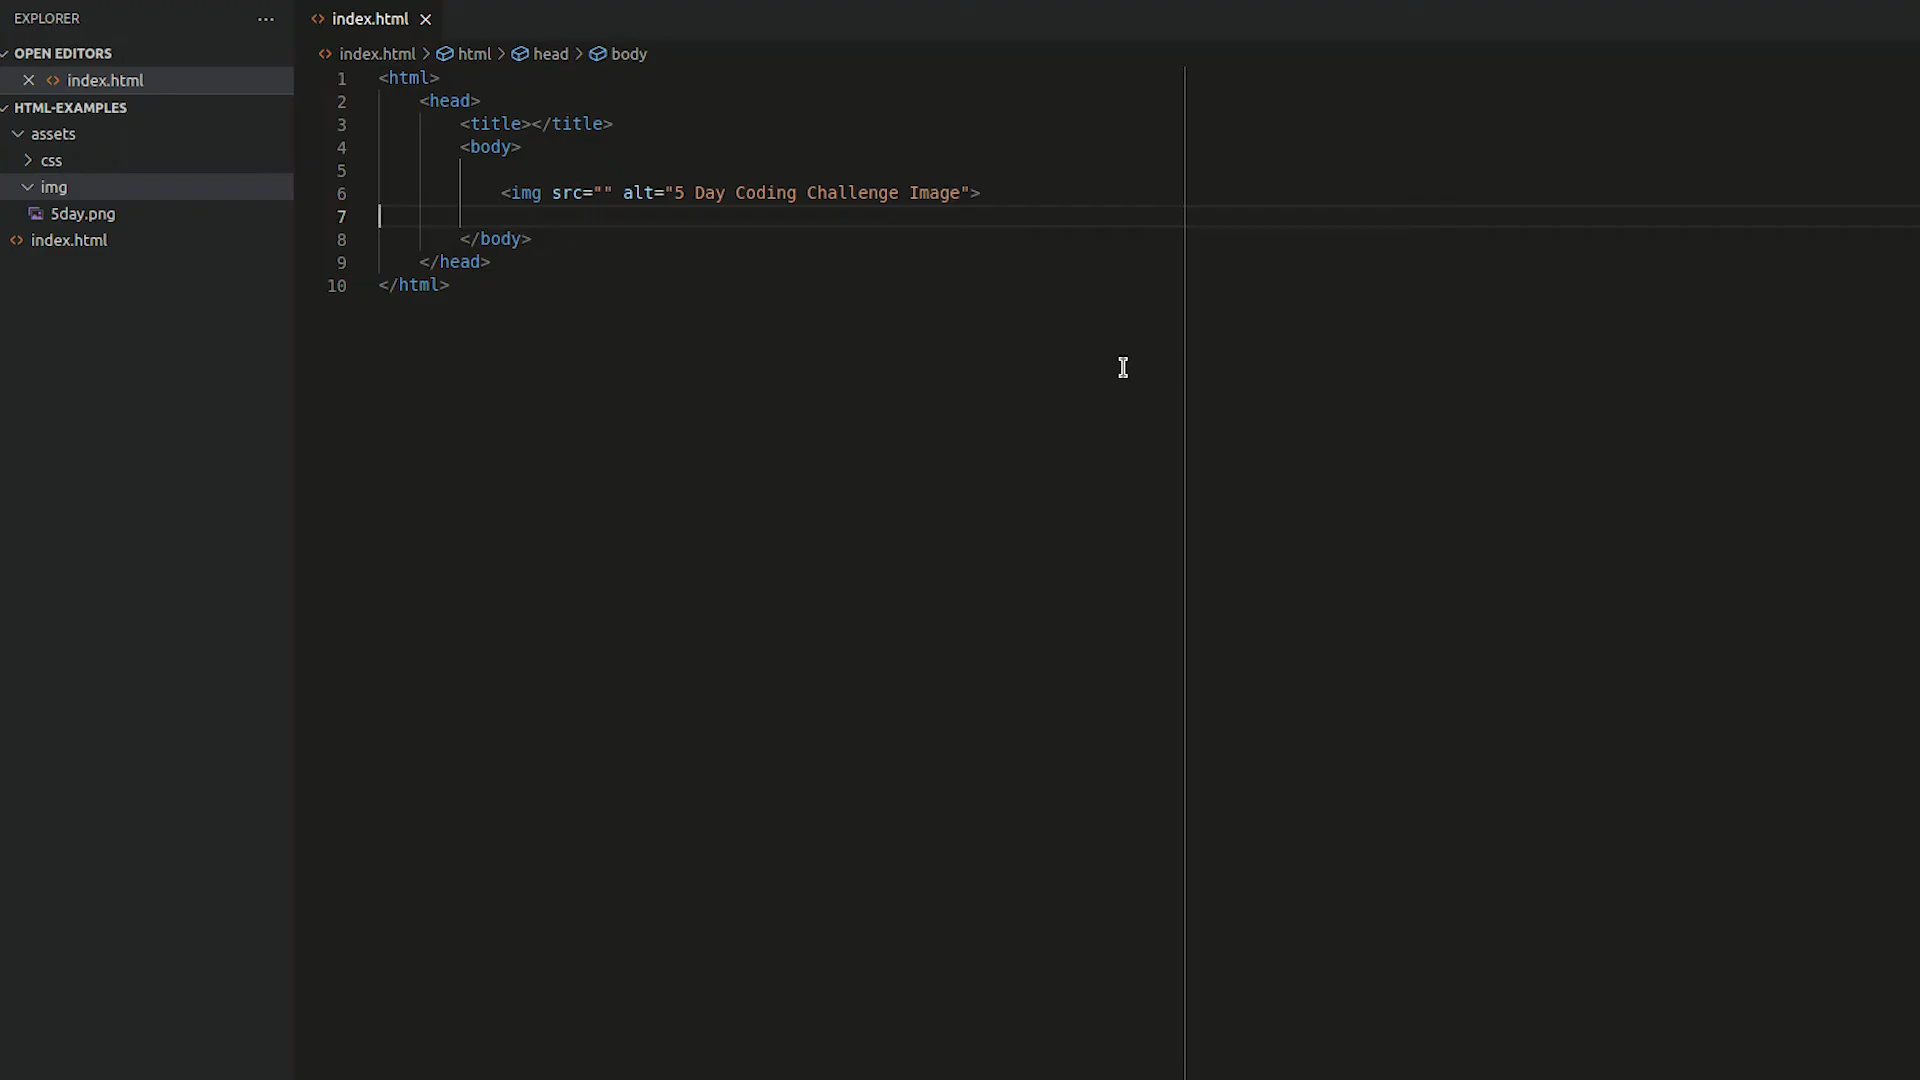 EXPLORER
OPEN EDITORS
index.html
HTML-EXAMPLES
assets
css
img
5day.png
index.html
index.html
index.html > html > head > body
1 <html>
2 <head>
3 <title></title>
4 <body>
5
6 <img src="" alt="5 Day Coding Challenge Image">
7
8 </body>
9 </head>
10 </html>